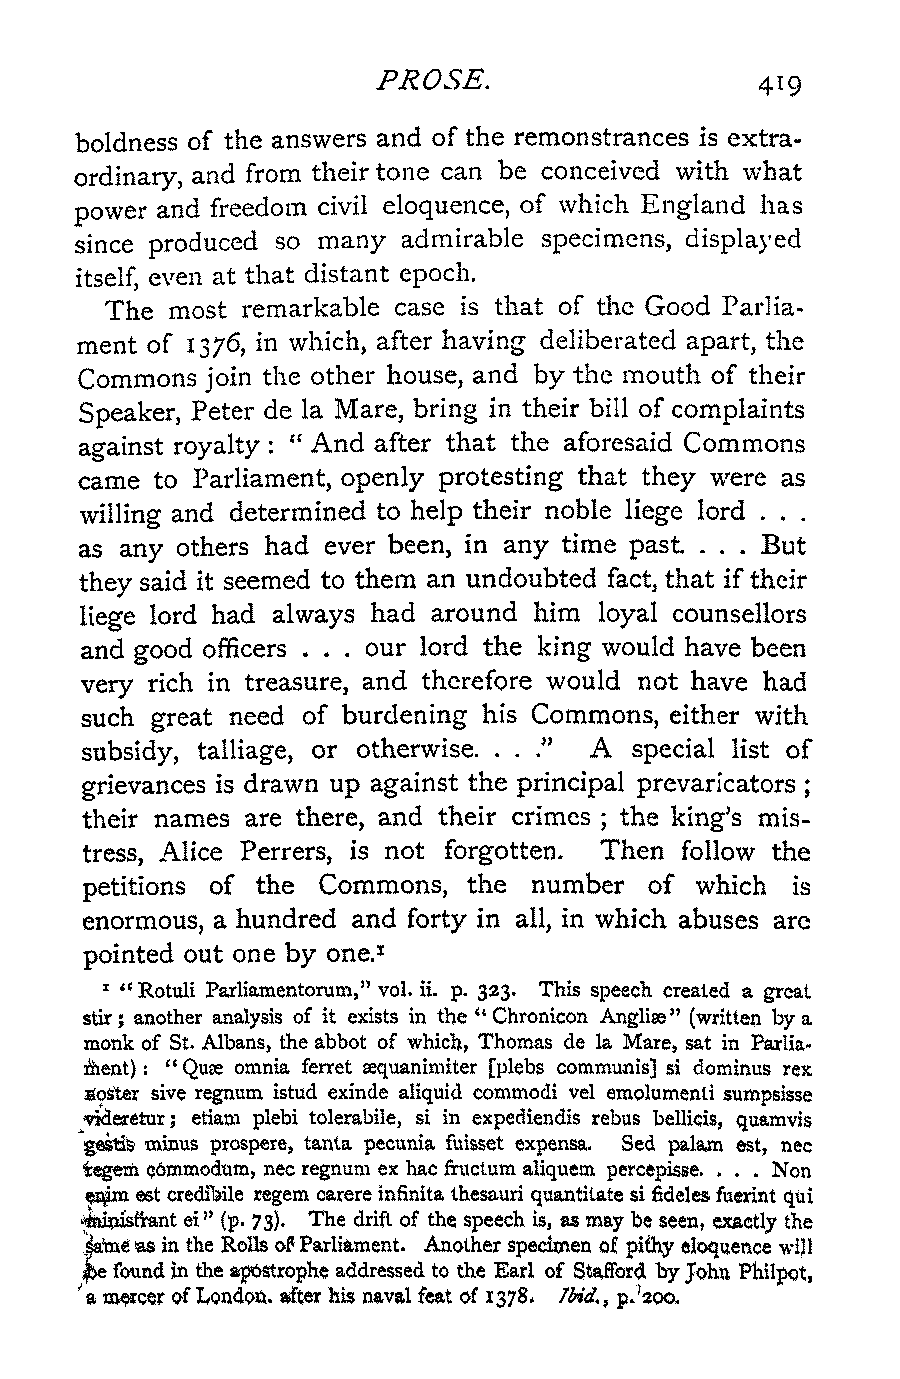 PROSE. 419
boldness of the answers and of the remonstrances is extra-
ordinary, and from their tone can be conceived with what
power and freedom civil eloquence, of which England has
since produced so many admirable specimens, displayed
itself, even at that distant epoch.
The most remarkable case is that of the Good Parlia-
ment of 1376, in which, after having deliberated apart, the
Commons join the other house, and by the mouth of their
Speaker, Peter de la Mare, bring in their bill of complaints
against royalty : “ And after that the aforesaid Commons
came to Parliament, openly protesting that they were as
willing and determined to help their noble liege lord . . .
as any others had ever been, in any time past. . . . But
they said it seemed to them an undoubted fact, that if their
liege lord had always had around him loyal counsellors
and good officers . . . our lord the king would have been
very rich in treasure, and therefore would not have had
such great need of burdening his Commons, either with
subsidy, talliage, or otherwise. . . .” A special list of
grievances is drawn up against the principal prevaricators ;
their names are there, and their crimes ; the king's mis-
tress, Alice Perrers, is not forgotten. Then follow the
petitions of the Commons, the number of which is
enormous, a hundred and forty in all, in which abuses are
pointed out one by one.¹
¹ “Rotuli Parliamentorum,” vol. ii. p. 323. This speech created a great
stir ; another analysis of it exists in the “ Chronicon Angliæ” (written by a
monk of St. Albans, the abbot of which, Thomas de la Mare, sat in Parlia-
ment) : “Quæ omnia ferret æquanimiter [plebs communis] si dominus rex
noster sive regnum istud exinde aliquid commodi vel emolumenti sumpsisse
videretur ; etiam plebi tolerabile, si in expediendis rebus bellicis, quamvis
gestis minus prospere, tanta pecunia fuisset expensa. Sed palam est, nec
regem commodum, nec regnum ex hac fructum aliquem percepisse. . . . Non
enim est credibile regem carere infinita thesauri quantitate si fideles fuerint qui
ministrant ei” (p. 73). The drift of the speech is, as may be seen, exactly the
same as in the Rolls of Parliament. Another specimen of pithy eloquence will
be found in the apostrophe addressed to the Earl of Stafford by John Philpot,
a mercer of London. after his naval feat of 1378. Ibid., p. 200.